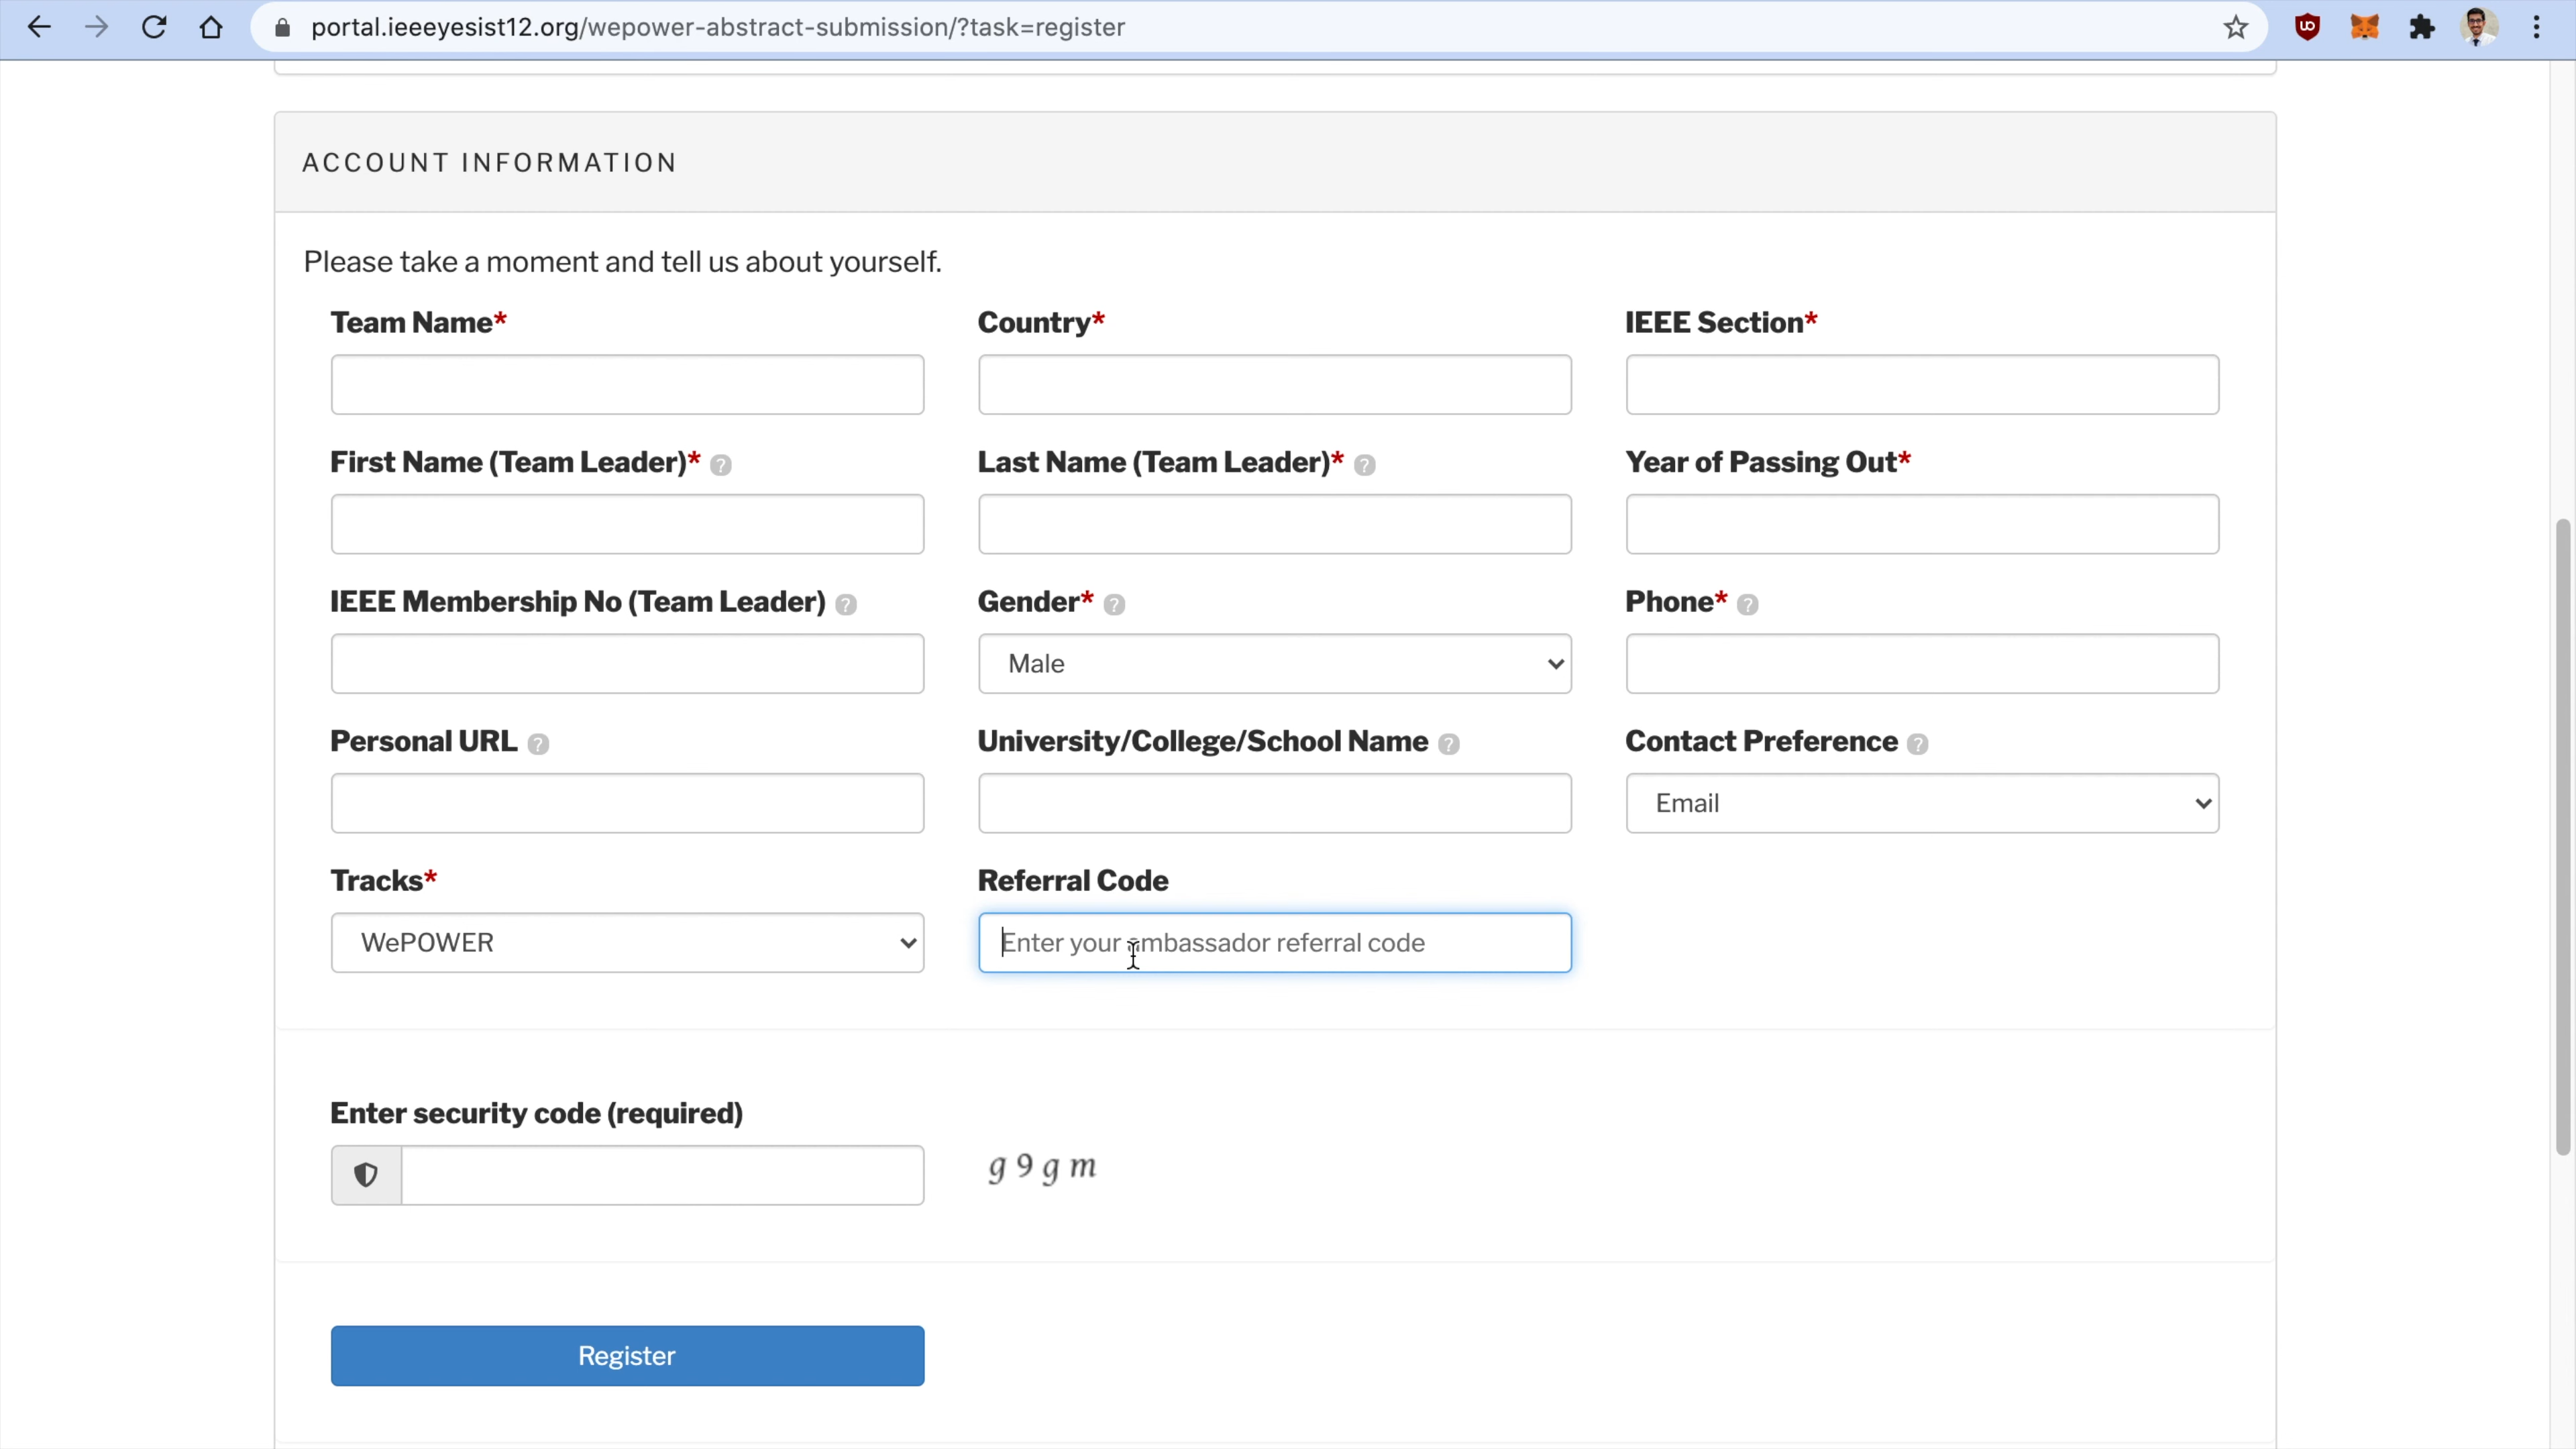 portal.ieeeyesist12.org/wepower-abstract-submission/?task=register
ACCOUNT INFORMATION
Please take a moment and tell us about yourself.
Team Name* Country* IEEE Section*
First Name (Team Leader)* ? Last Name (Team Leader)* ? Year of Passing Out*
IEEE Membership No (Team Leader) ? Gender* ? Phone* ?
Male
Personal URL ? University/College/School Name ? Contact Preference ?
Email
Tracks* Referral Code
WePOWER Enter your ambassador referral code
Enter security code (required)
g 9 g m
Register